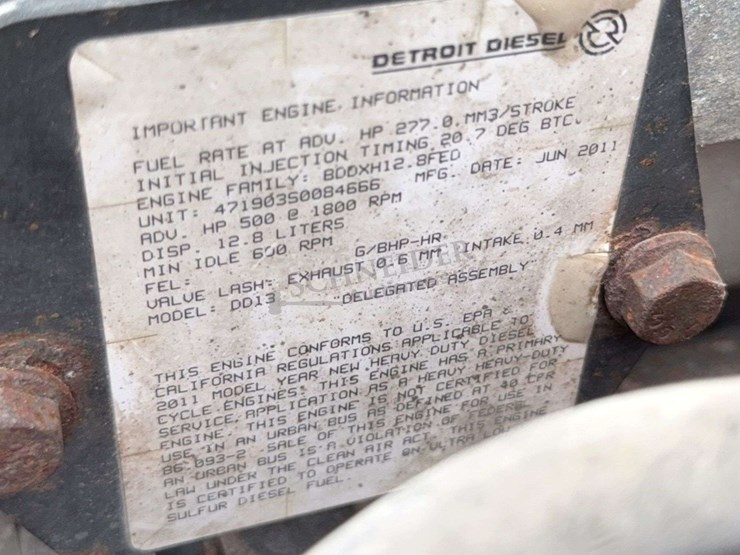 DETROIT DIESEL
IMPORTANT ENGINE INFORMATION
FUEL RATE AT ADV. HP 277.0 MM3/STROKE
INITIAL INJECTION TIMING 20.7 DEG BTC.
ENGINE FAMILY: BDDXH12.8FED
UNIT: 471903S0084666 MFG. DATE: JUN 2011
ADV. HP 500 @ 1800 RPM
DISP. 12.8 LITERS
MIN IDLE 600 RPM
FEL: G/BHP-HR
VALVE LASH: EXHAUST 0.6 MM INTAKE 0.4 MM
MODEL: DD13 DELEGATED ASSEMBLY
SCHNEIDER
THIS ENGINE CONFORMS TO U.S. EPA &
CALIFORNIA REGULATIONS APPLICABLE TO
2011 MODEL YEAR NEW HEAVY DUTY DIESEL
CYCLE ENGINES. THIS ENGINE HAS A PRIMARY
SERVICE APPLICATION AS A HEAVY HEAVY-DUTY
ENGINE. THIS ENGINE IS NOT CERTIFIED FOR
USE IN AN URBAN BUS AS DEFINED AT 40 CFR
86.093-2. SALE OF THIS ENGINE FOR USE IN
AN URBAN BUS IS A VIOLATION OF FEDERAL
LAW UNDER THE CLEAN AIR ACT. THIS ENGINE
IS CERTIFIED TO OPERATE ON ULTRA LOW
SULFUR DIESEL FUEL.